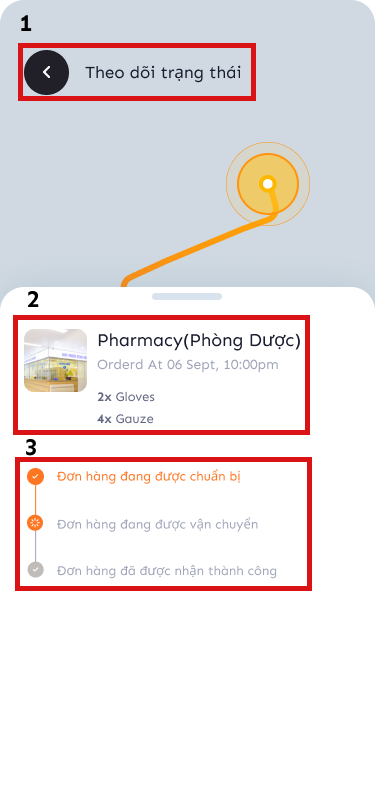 1
Theo dõi trạng thái
2
Pharmacy(Phòng Dược)
Orderd At 06 Sept, 10:00pm
2x Gloves
4x Gauze
3
Đơn hàng đang được chuẩn bị
Đơn hàng đang được vận chuyển
Đơn hàng đã được nhận thành công